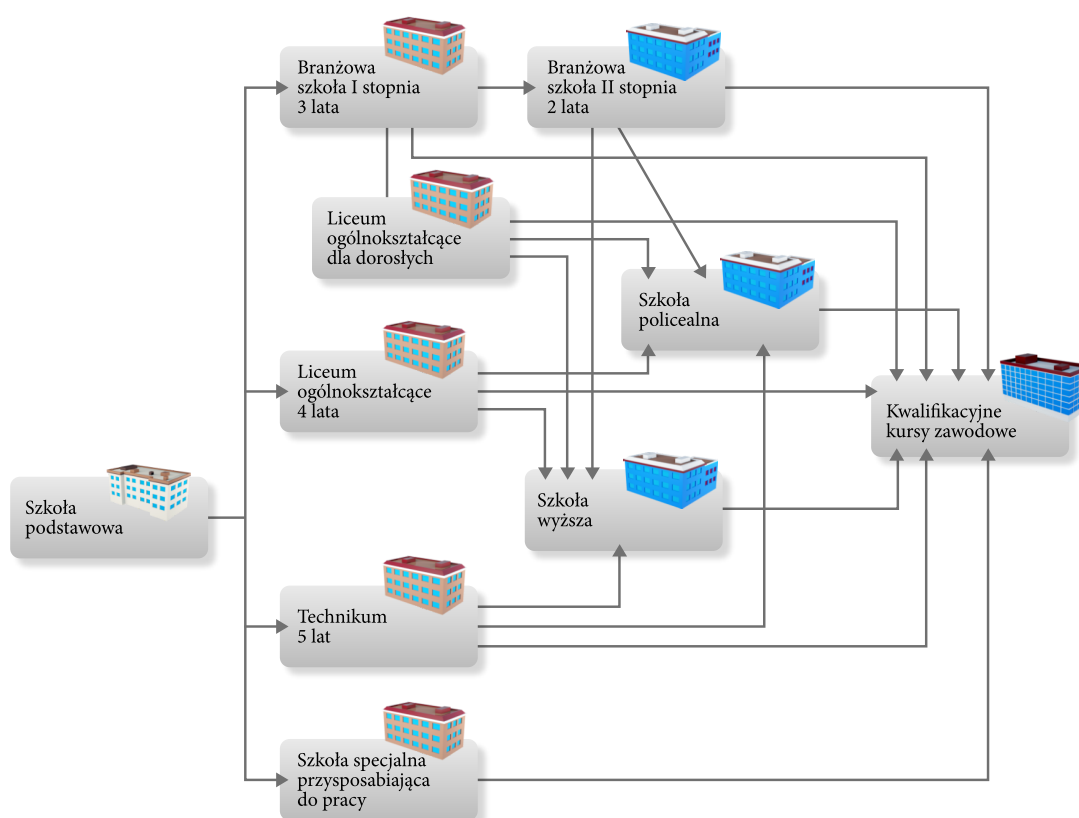 Branżowa
szkoła I stopnia
3 lata
Branżowa
szkoła II stopnia
2 lata
Liceum
ogólnokształcące
dla dorosłych
Szkoła
policealna
Liceum
ogólnokształcące
4 lata
Kwalifikacyjne
kursy zawodowe
Szkoła
podstawowa
Szkoła
wyższa
Technikum
5 lat
Szkoła specjalna
przysposabiająca
do pracy